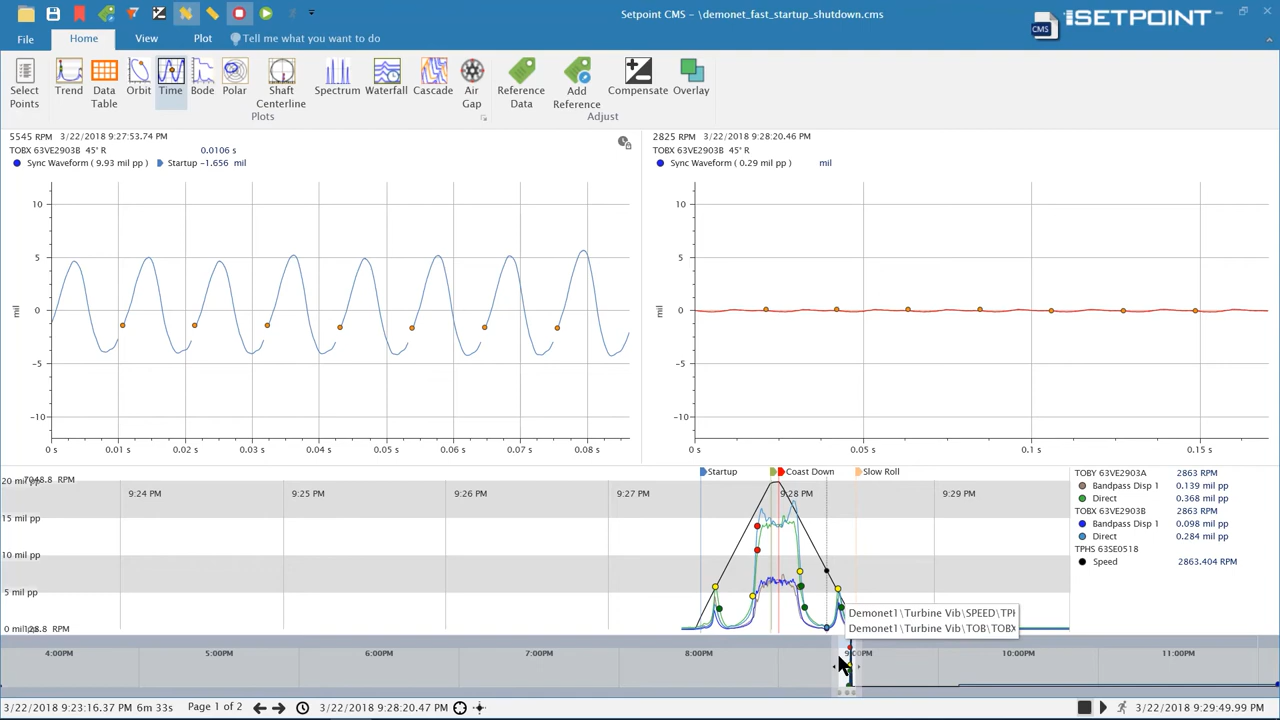 Setpoint CMS - \demonet_fast_startup_shutdown.cms
CMS
SETPOINT
File Home View Plot Tell me what you want to do
Select Points
Trend
Data Table
Orbit
Time
Bode
Polar
Shaft Centerline
Spectrum
Waterfall
Cascade
Air Gap
Reference Data
Add Reference
Compensate
Overlay
Plots
Adjust
5545 RPM 3/22/2018 9:27:53.74 PM
TOBX 63VE2903B 45° R 0.0106 s
Sync Waveform ( 9.93 mil pp ) Startup -1.656 mil
10
5
0
-5
-10
mil
0 s 0.01 s 0.02 s 0.03 s 0.04 s 0.05 s 0.06 s 0.07 s 0.08 s
2825 RPM 3/22/2018 9:28:20.46 PM
TOBX 63VE2903B 45° R
Sync Waveform ( 0.29 mil pp ) mil
10
5
0
-5
-10
mil
0 s 0.05 s 0.1 s 0.15 s
Startup Coast Down Slow Roll
9:24 PM 9:25 PM 9:26 PM 9:27 PM 9:28 PM 9:29 PM
15 mil pp
10 mil pp
5 mil pp
TOBY 63VE2903A 2863 RPM
Bandpass Disp 1 0.139 mil pp
Direct 0.368 mil pp
TOBX 63VE2903B 2863 RPM
Bandpass Disp 1 0.098 mil pp
Direct 0.284 mil pp
TPHS 63SE0518
Speed 2863.404 RPM
Demonet1\Turbine Vib\SPEED\TPH
Demonet1\Turbine Vib\TOB\TOBX
4:00PM 5:00PM 6:00PM 7:00PM 8:00PM 9:00PM 10:00PM 11:00PM
3/22/2018 9:23:16.37 PM 6m33s Page 1 of 2 3/22/2018 9:28:20.47 PM 3/22/2018 9:29:49.99 PM